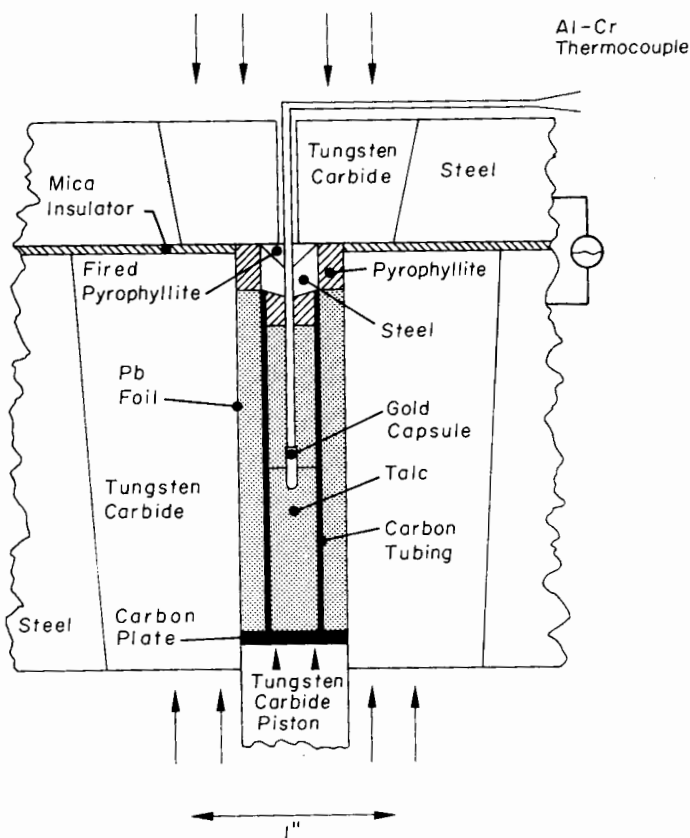 Al-Cr
Thermocouple
Tungsten
Carbide
Steel
Mica
Insulator
Fired
Pyrophyllite
Pyrophyllite
Steel
Pb
Foil
Gold
Capsule
Talc
Tungsten
Carbide
Carbon
Tubing
Steel
Carbon
Plate
Tungsten
Carbide
Piston
1"